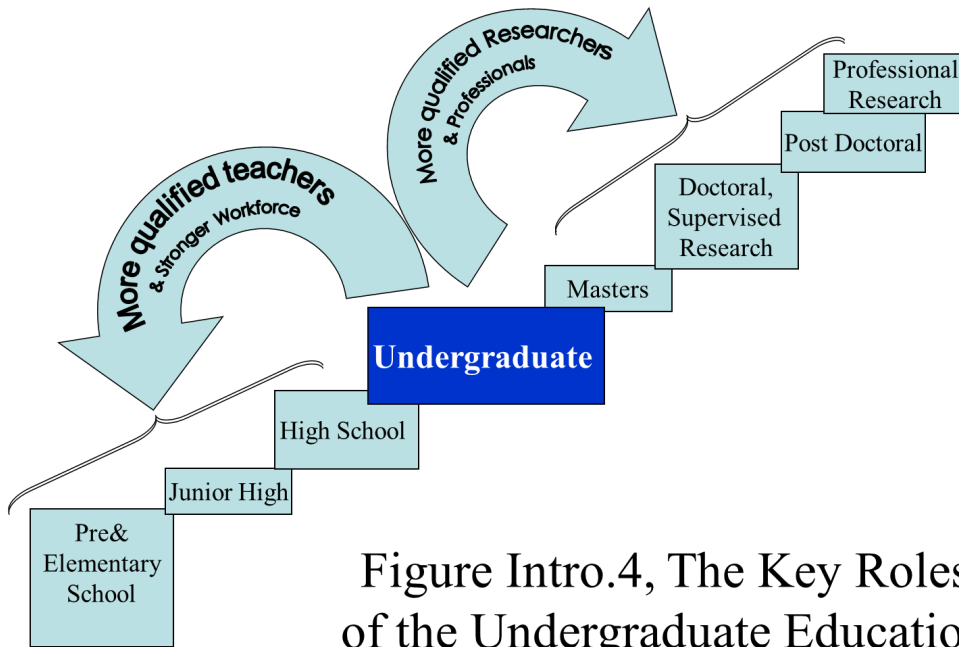 More qualified Researchers
& Professionals
More qualified teachers
& Stronger Workforce
Professional
Research
Post Doctoral
Doctoral,
Supervised
Research
Masters
Undergraduate
High School
Junior High
Pre&
Elementary
School
Figure Intro.4, The Key Roles
of the Undergraduate Educatio